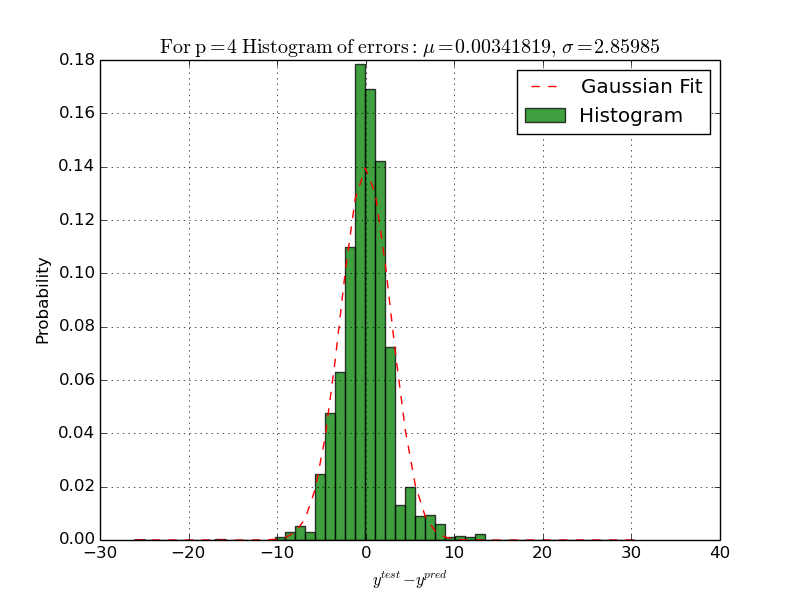 For p=4 Histogram of errors: μ=0.00341819, σ=2.85985
Gaussian Fit
Histogram
0.18
0.16
0.14
0.12
0.10
0.08
0.06
0.04
0.02
0.00
Probability
−30 −20 −10 0 10 20 30 40
y^{test} − y^{pred}